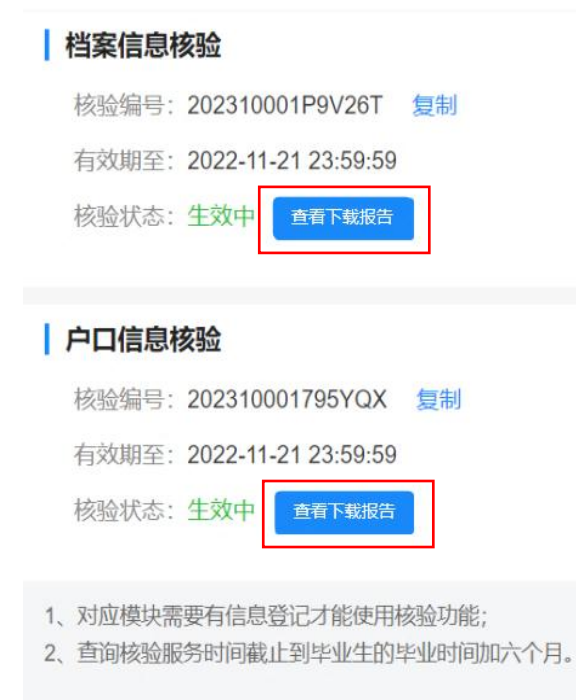 档案信息核验
核验编号：202310001P9V26T 复制
有效期至：2022-11-21 23:59:59
核验状态：生效中 查看下载报告
户口信息核验
核验编号：202310001795YQX 复制
有效期至：2022-11-21 23:59:59
核验状态：生效中 查看下载报告
1、对应模块需要有信息登记才能使用核验功能；
2、查询核验服务时间截止到毕业生的毕业时间加六个月。